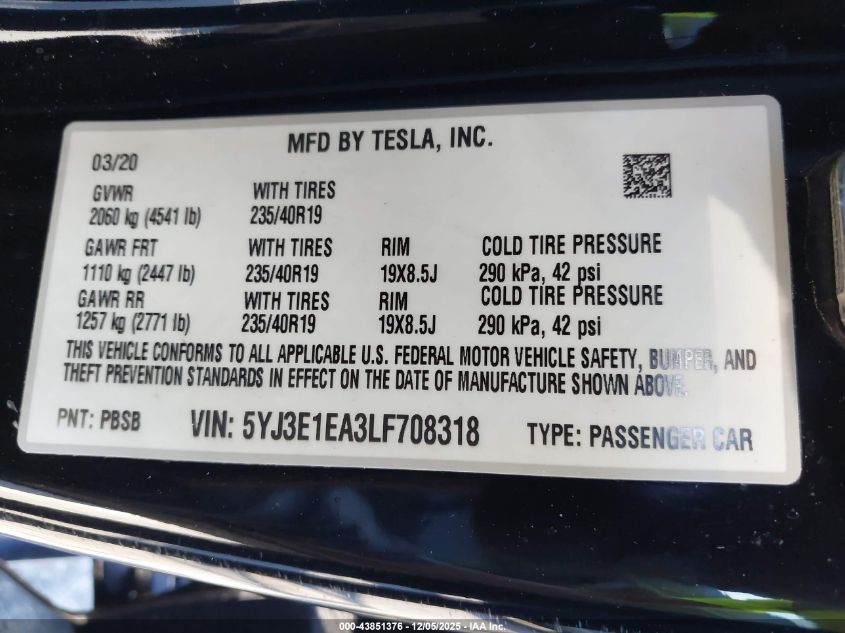 MFD BY TESLA, INC.
03/20
GVWR WITH TIRES
2060 kg (4541 lb) 235/40R19
GAWR FRT WITH TIRES RIM COLD TIRE PRESSURE
1110 kg (2447 lb) 235/40R19 19X8.5J 290 kPa, 42 psi
GAWR RR WITH TIRES RIM COLD TIRE PRESSURE
1257 kg (2771 lb) 235/40R19 19X8.5J 290 kPa, 42 psi
THIS VEHICLE CONFORMS TO ALL APPLICABLE U.S. FEDERAL MOTOR VEHICLE SAFETY, BUMPER, AND
THEFT PREVENTION STANDARDS IN EFFECT ON THE DATE OF MANUFACTURE SHOWN ABOVE.
PNT: PBSB VIN: 5YJ3E1EA3LF708318 TYPE: PASSENGER CAR
000-43851376 - 12/05/2025 - IAA Inc.